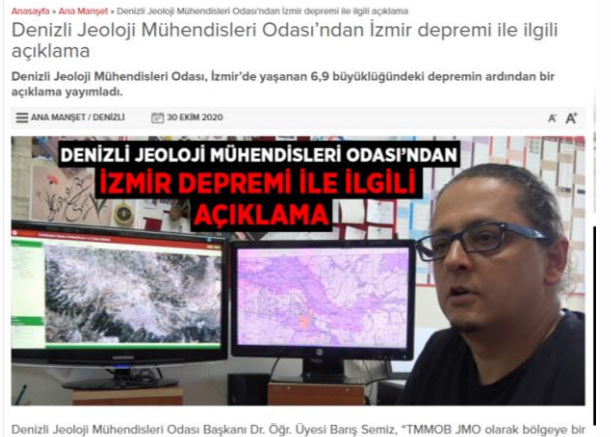 Anasayfa » Ana Manşet » Denizli Jeoloji Mühendisleri Odası'ndan İzmir depremi ile ilgili açıklama
Denizli Jeoloji Mühendisleri Odası'ndan İzmir depremi ile ilgili
açıklama
Denizli Jeoloji Mühendisleri Odası, İzmir'de yaşanan 6,9 büyüklüğündeki depremin ardından bir
açıklama yayımladı.
ANA MANŞET / DENİZLİ 30 EKİM 2020 A- A+
DENİZLİ JEOLOJİ MÜHENDİSLERİ ODASI'NDAN
İZMİR DEPREMİ İLE İLGİLİ
AÇIKLAMA
SAMSUNG
hp
Denizli Jeoloji Mühendisleri Odası Başkanı Dr. Öğr. Üyesi Barış Semiz, "TMMOB JMO olarak bölgeye bir